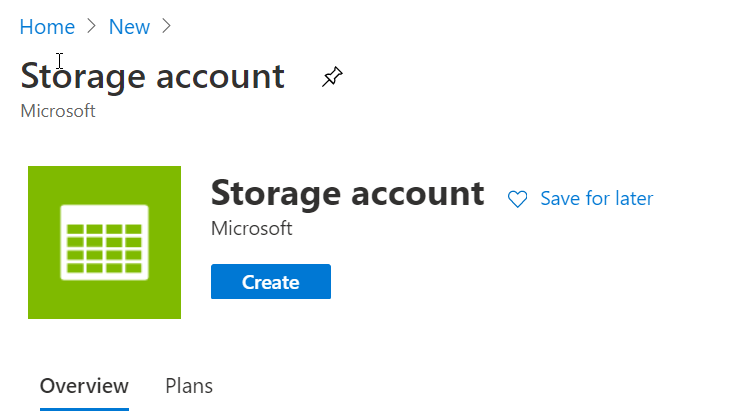 Home > New >
Storage account
Microsoft
Storage account
Save for later
Microsoft
Create
Overview Plans